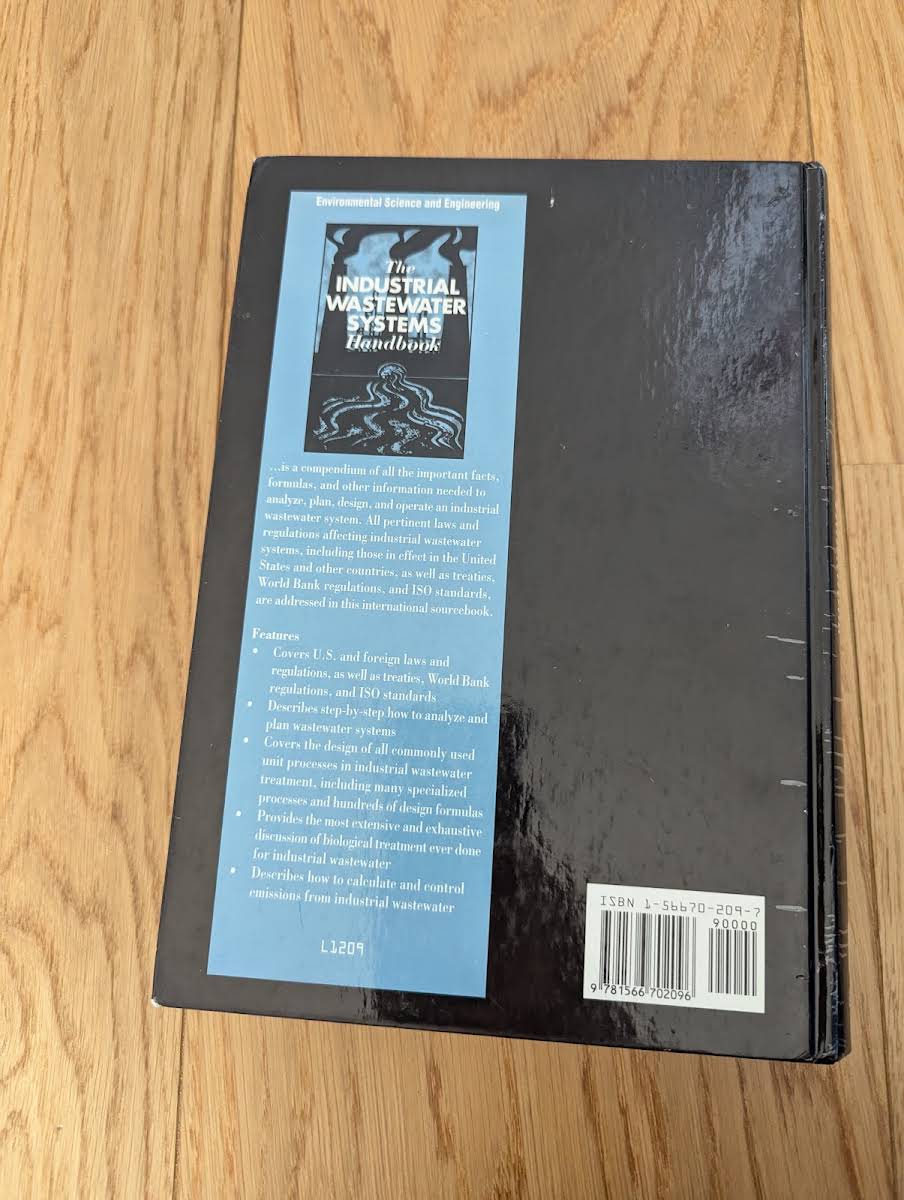 Environmental Science and Engineering
The
INDUSTRIAL
WASTEWATER
SYSTEMS
Handbook
...is a compendium of all the important facts,
formulas, and other information needed to
analyze, plan, design, and operate an industrial
wastewater system. All pertinent laws and
regulations affecting industrial wastewater
systems, including those in effect in the United
States and other countries, as well as treaties,
World Bank regulations, and ISO standards,
are addressed in this international sourcebook.
Features
• Covers U.S. and foreign laws and
regulations, as well as treaties, World Bank
regulations, and ISO standards
• Describes step-by-step how to analyze and
plan wastewater systems
• Covers the design of all commonly used
unit processes in industrial wastewater
treatment, including many specialized
processes and hundreds of design formulas
• Provides the most extensive and exhaustive
discussion of biological treatment ever done
for industrial wastewater
• Describes how to calculate and control
emissions from industrial wastewater
L1209
ISBN 1-56670-209-7
90000
9 781566 702096